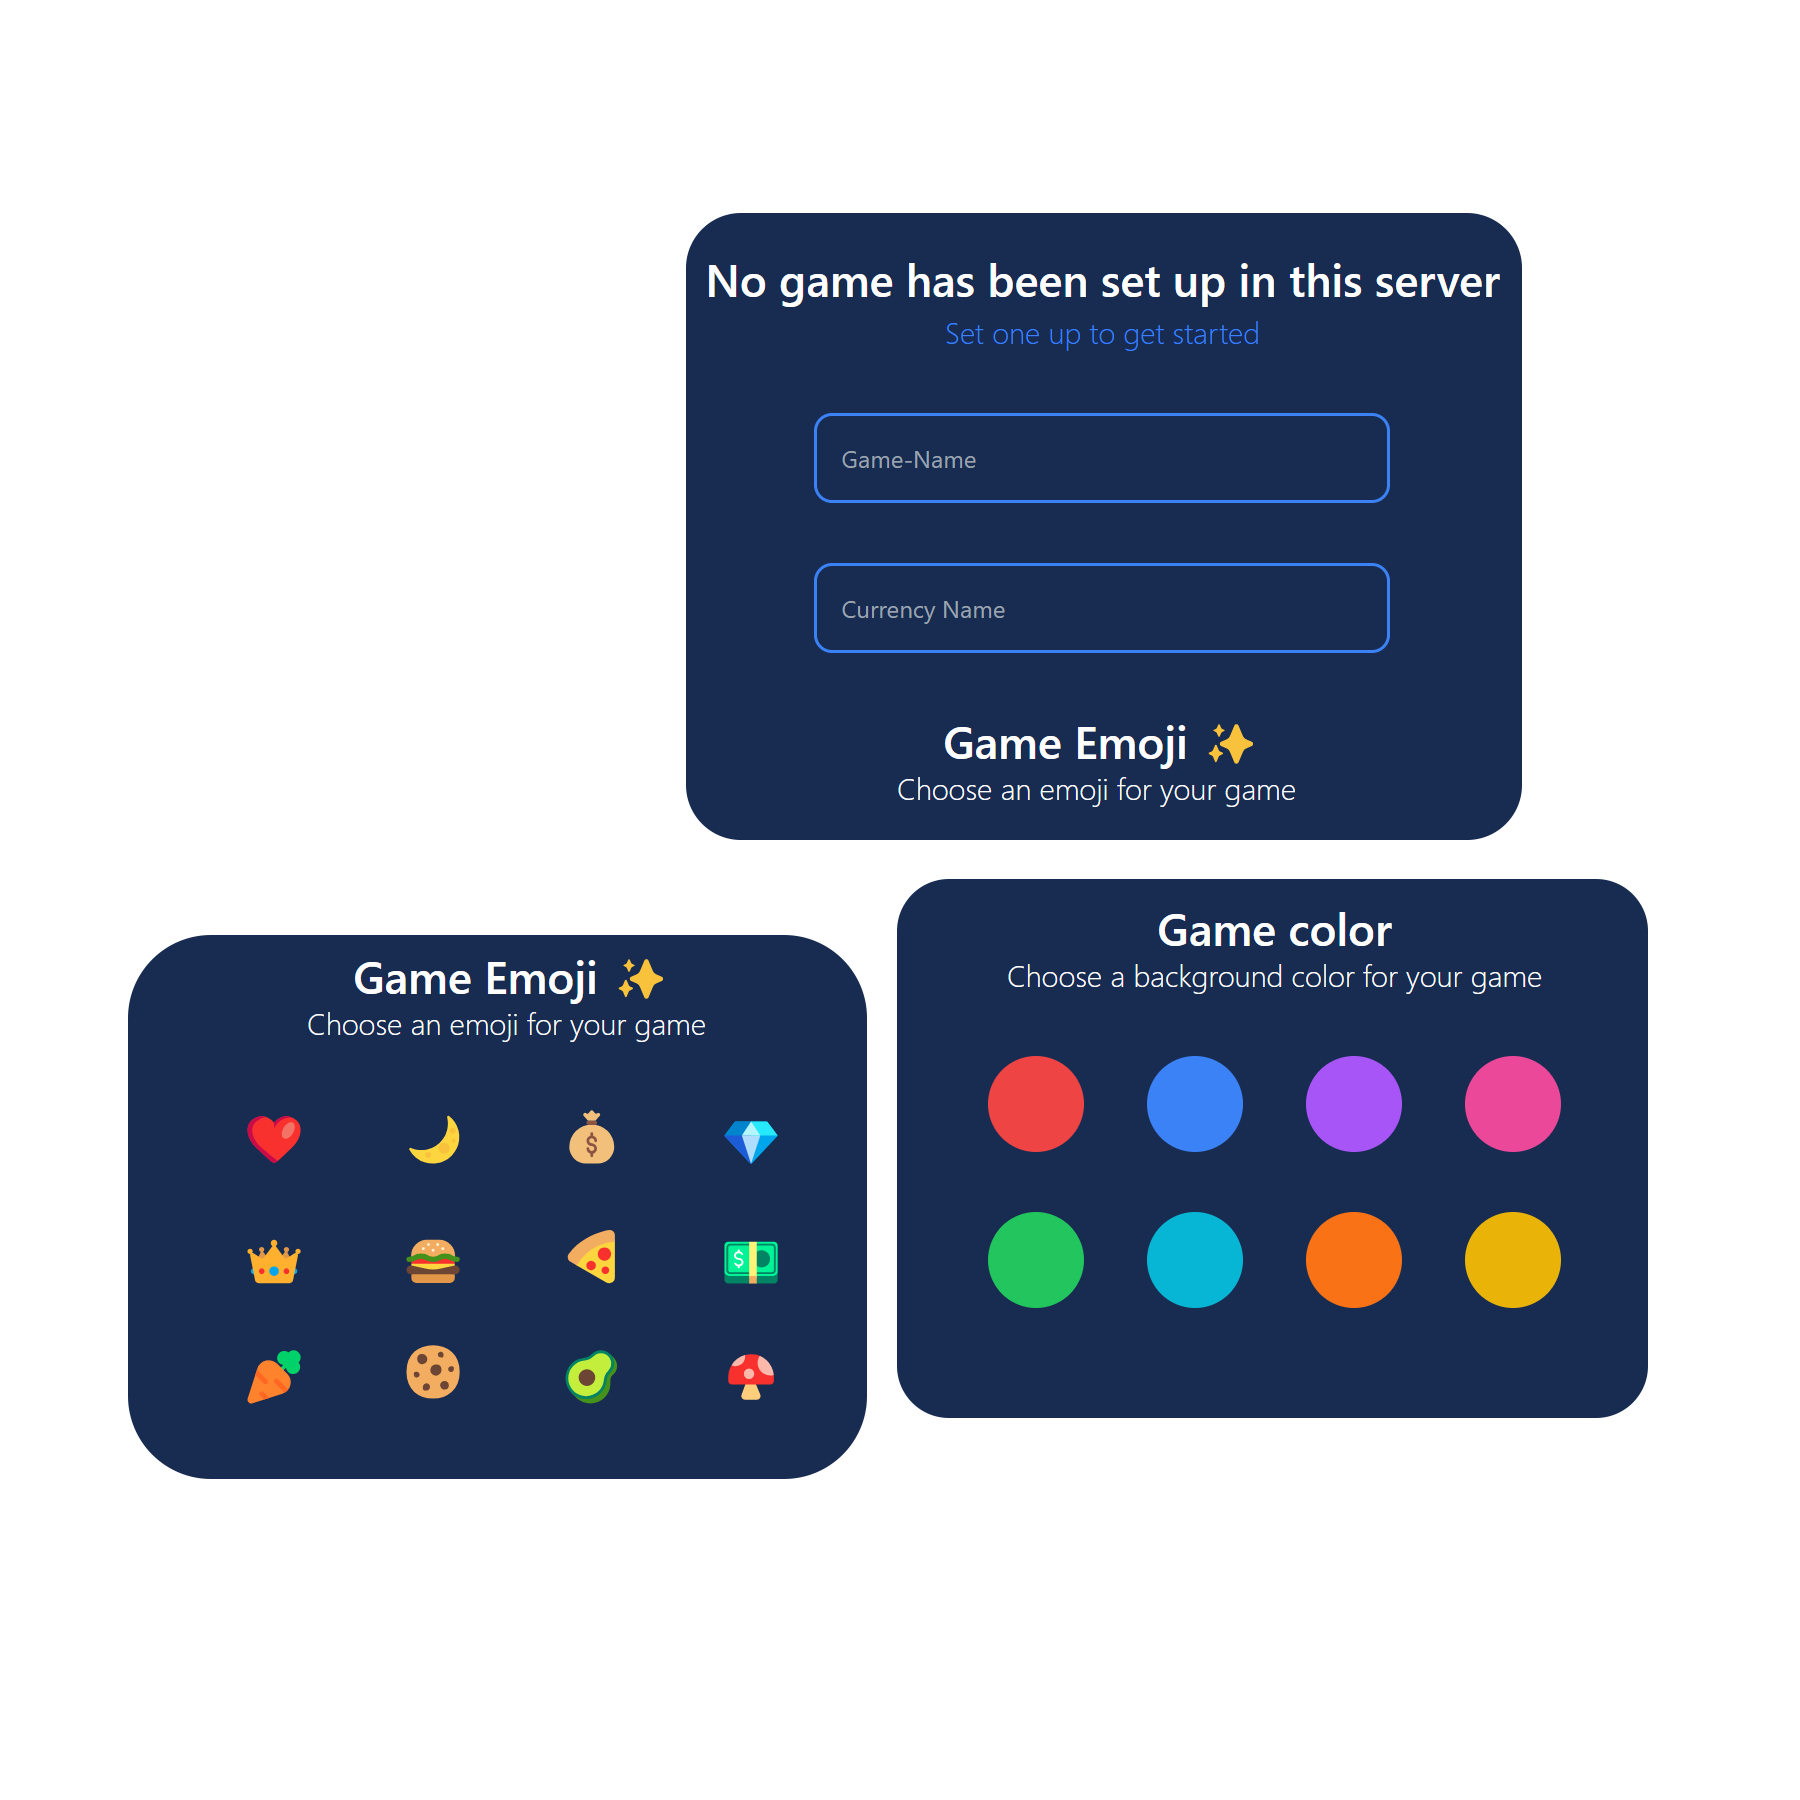 No game has been set up in this server
Set one up to get started
Game-Name
Currency Name
Game Emoji ✨
Choose an emoji for your game
Game Emoji ✨
Choose an emoji for your game
Game color
Choose a background color for your game